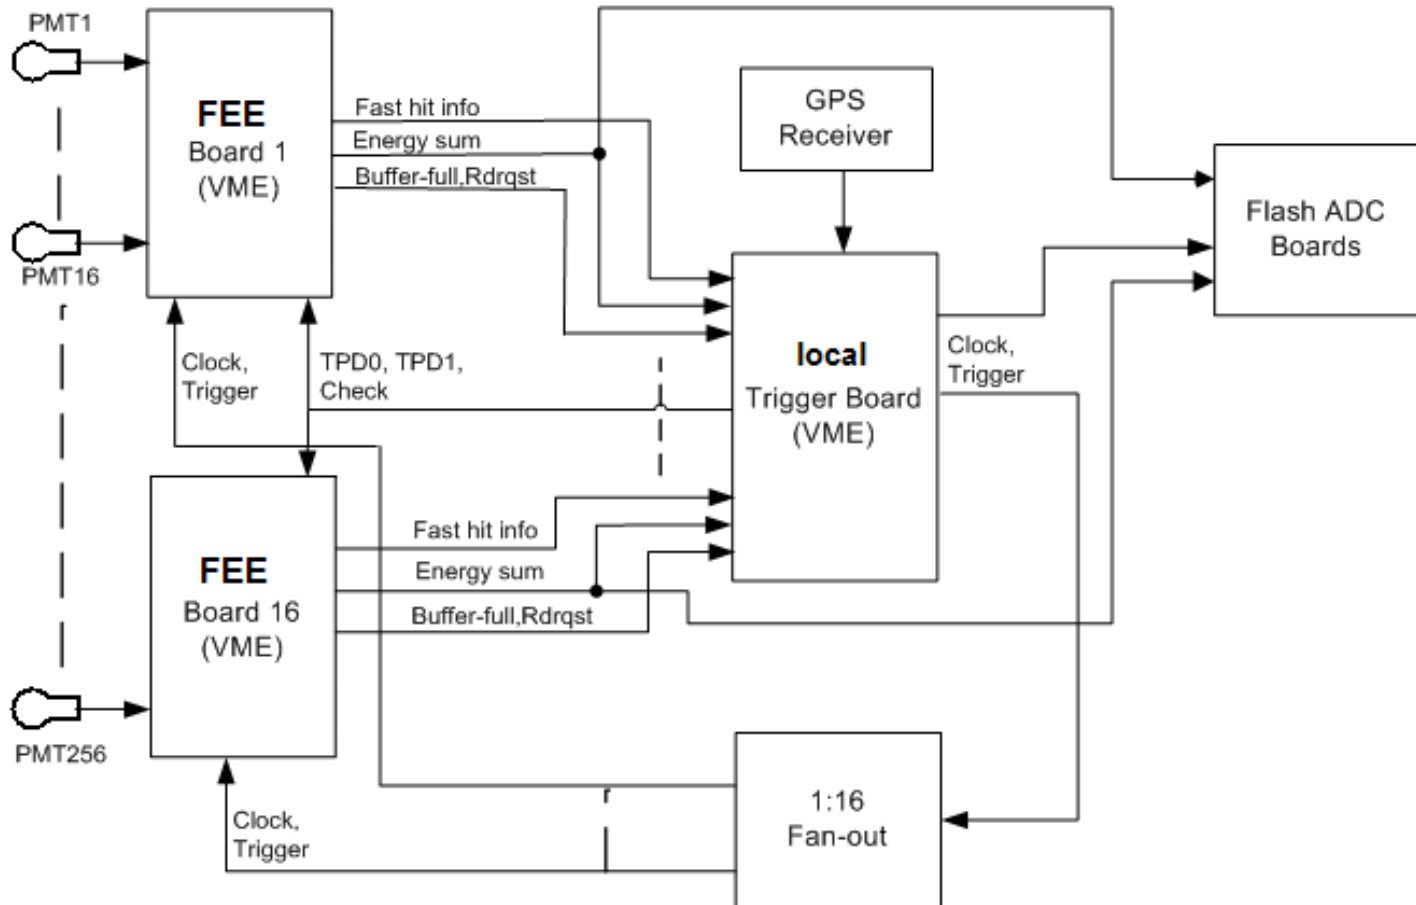 PMT1
FEE
Board 1
(VME)
PMT16
Fast hit info
Energy sum
Buffer-full,Rdrqst
GPS
Receiver
Flash ADC
Boards
Clock,
Trigger
TPD0, TPD1,
Check
local
Trigger Board
(VME)
Clock,
Trigger
FEE
Board 16
(VME)
Fast hit info
Energy sum
Buffer-full,Rdrqst
PMT256
Clock,
Trigger
1:16
Fan-out